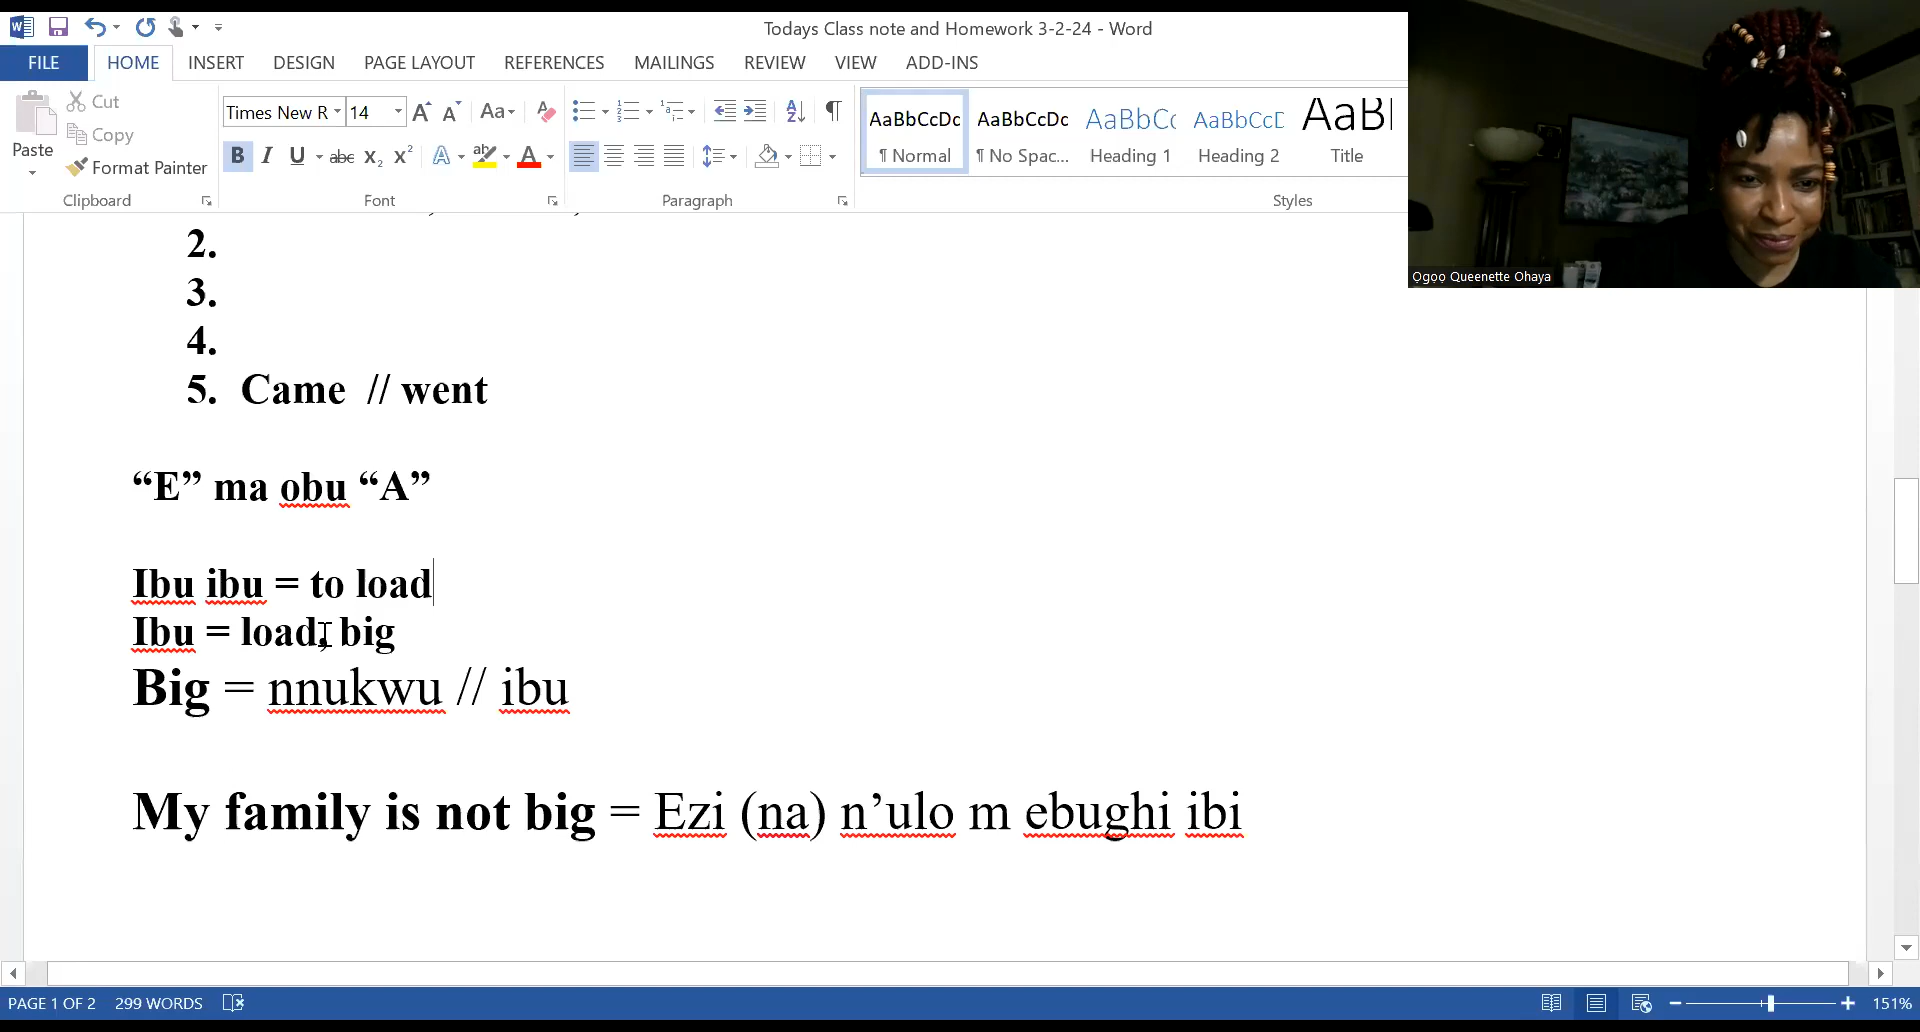 Todays Class note and Homework 3-2-24 - Word
FILE HOME INSERT DESIGN PAGE LAYOUT REFERENCES MAILINGS REVIEW VIEW ADD-INS
Cut
Copy
Paste
Format Painter
Clipboard
Times New R 14
Font
Paragraph
AaBbCcDc AaBbCcDc AaBbCc AaBbCcD AaB
¶ Normal ¶ No Spac... Heading 1 Heading 2 Title
Styles
Ọgọọ Queenette Ohaya
2.
3.
4.
5. Came // went
“E” ma obu “A”
Ibu ibu = to load
Ibu = load, big
Big = nnukwu // ibu
My family is not big = Ezi (na) n’ulo m ebughi ibi
PAGE 1 OF 2 299 WORDS 151%